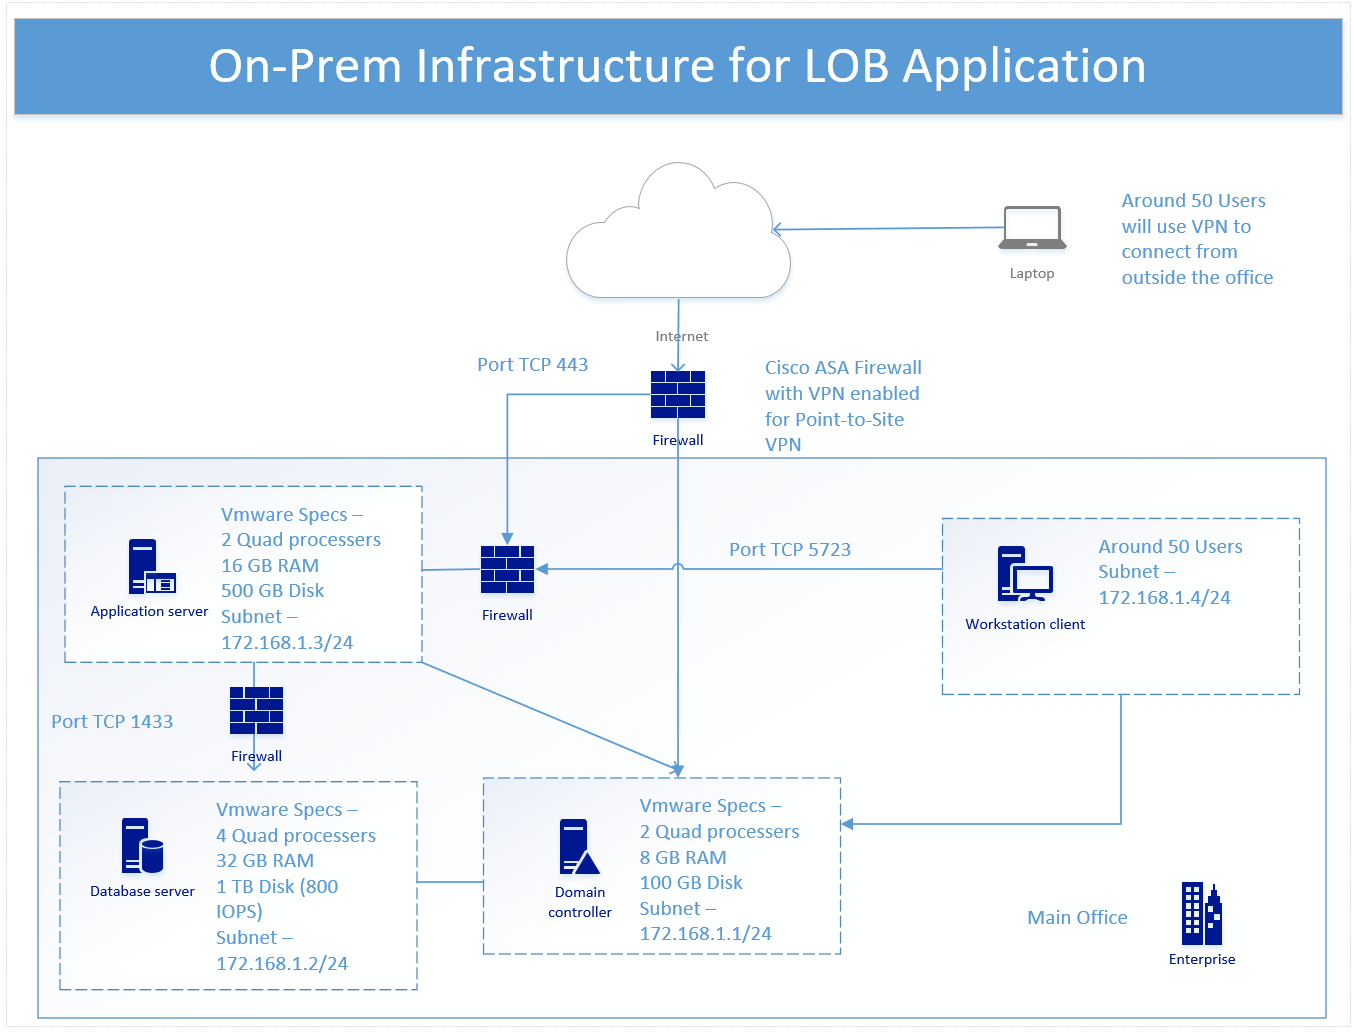 On-Prem Infrastructure for LOB Application
Around 50 Users
will use VPN to
connect from
outside the office
Laptop
Internet
Port TCP 443
Cisco ASA Firewall
with VPN enabled
for Point-to-Site
VPN
Firewall
Vmware Specs –
2 Quad processers
16 GB RAM
500 GB Disk
Subnet –
172.168.1.3/24
Application server
Firewall
Port TCP 5723
Around 50 Users
Subnet –
172.168.1.4/24
Workstation client
Port TCP 1433
Firewall
Vmware Specs –
4 Quad processers
32 GB RAM
1 TB Disk (800
IOPS)
Subnet –
172.168.1.2/24
Database server
Vmware Specs –
2 Quad processers
8 GB RAM
100 GB Disk
Subnet –
172.168.1.1/24
Domain
controller
Main Office
Enterprise